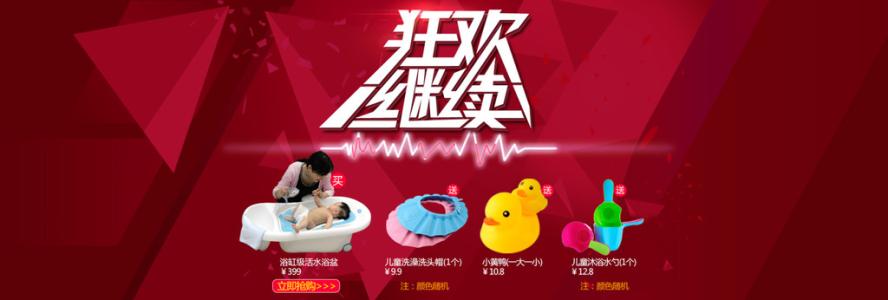 狂欢
继续
买
送
送
送
浴缸级活水浴盆
¥399
立即抢购>>>
儿童洗澡洗头帽(1个)
¥9.9
注：颜色随机
小黄鸭(一大一小)
¥10.8
儿童沐浴水勺(1个)
¥12.8
注：颜色随机